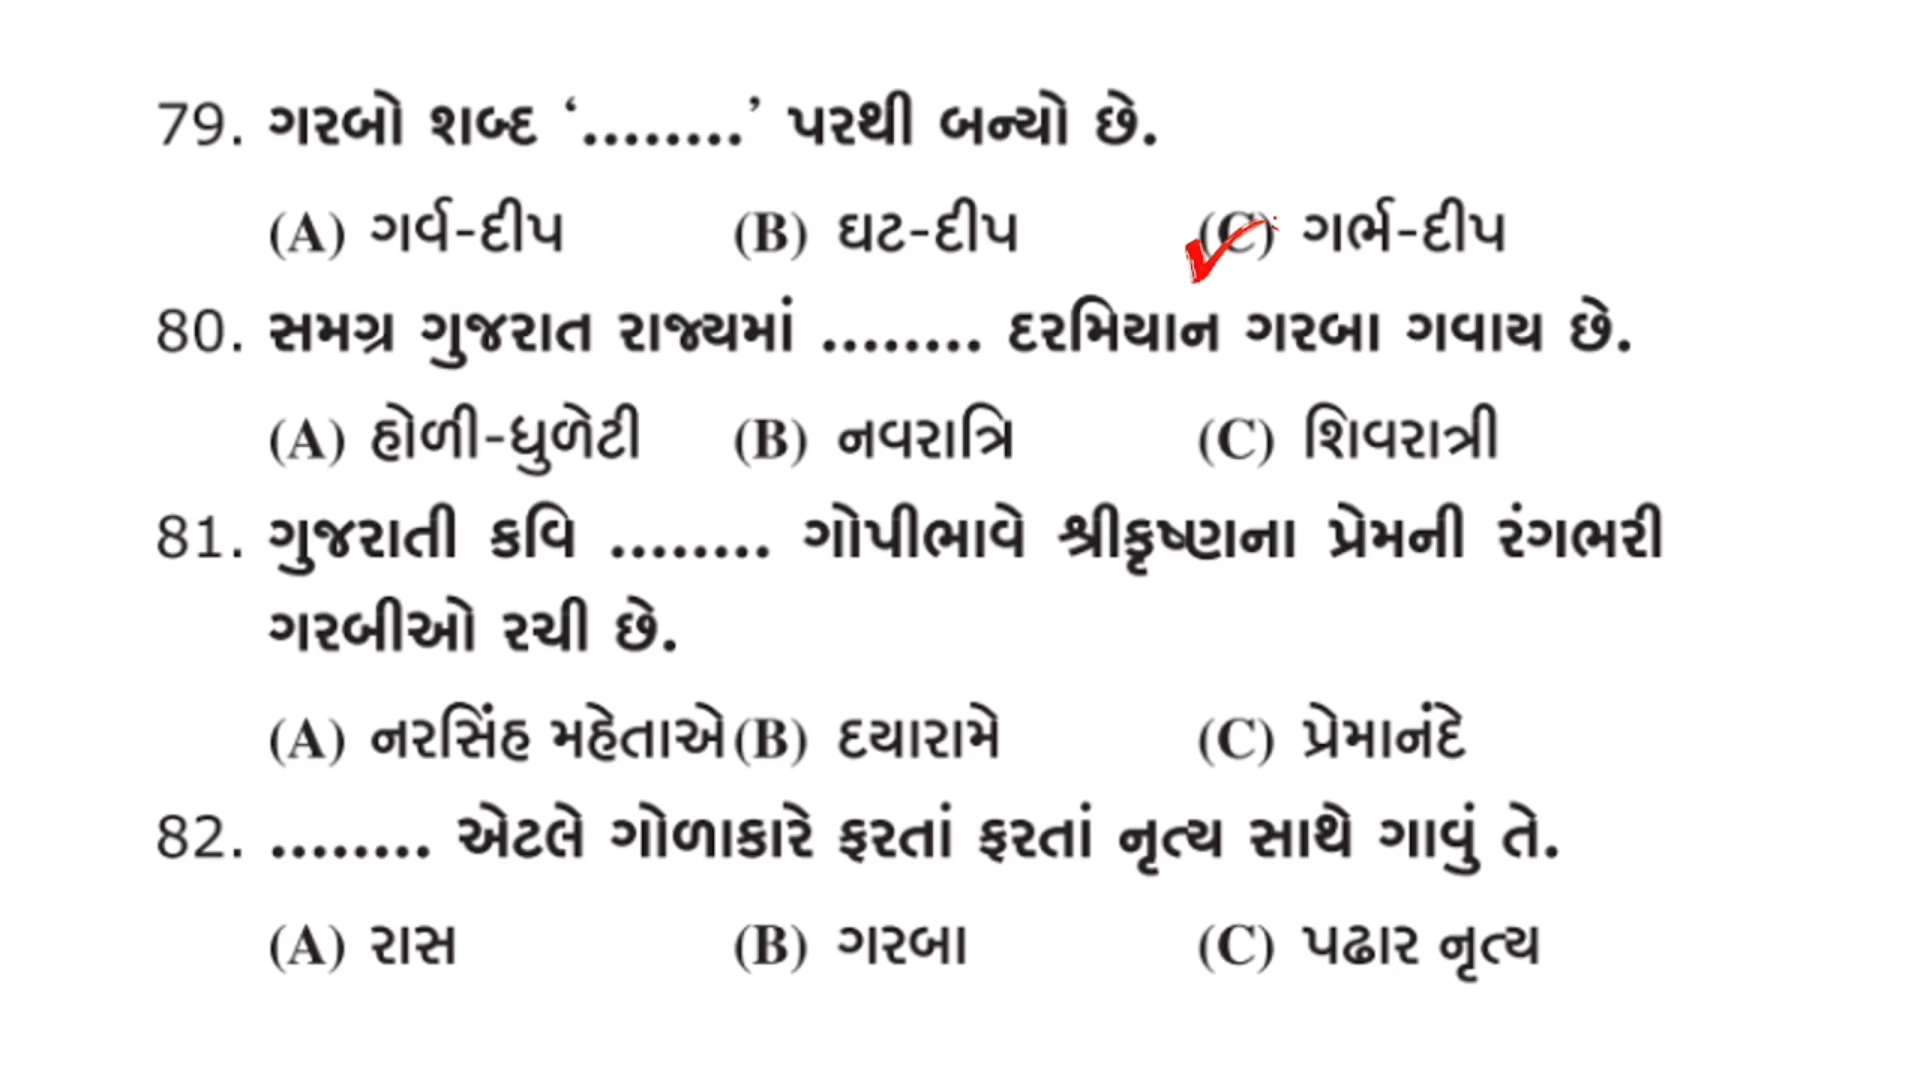 79. ગરબો શબ્દ ‘........’ પરથી બન્યો છે.
(A) ગર્વ-દીપ (B) ઘટ-દીપ (C) ગર્ભ-દીપ
80. સમગ્ર ગુજરાત રાજ્યમાં ........ દરમિયાન ગરબા ગવાય છે.
(A) હોળી-ધુળેટી (B) નવરાત્રિ (C) શિવરાત્રી
81. ગુજરાતી કવિ ........ ગોપીભાવે શ્રીકૃષ્ણના પ્રેમની રંગભરી
ગરબીઓ રચી છે.
(A) નરસિંહ મહેતાએ (B) દયારામે (C) પ્રેમાનંદે
82. ........ એટલે ગોળાકારે ફરતાં ફરતાં નૃત્ય સાથે ગાવું તે.
(A) રાસ (B) ગરબા (C) પઢાર નૃત્ય